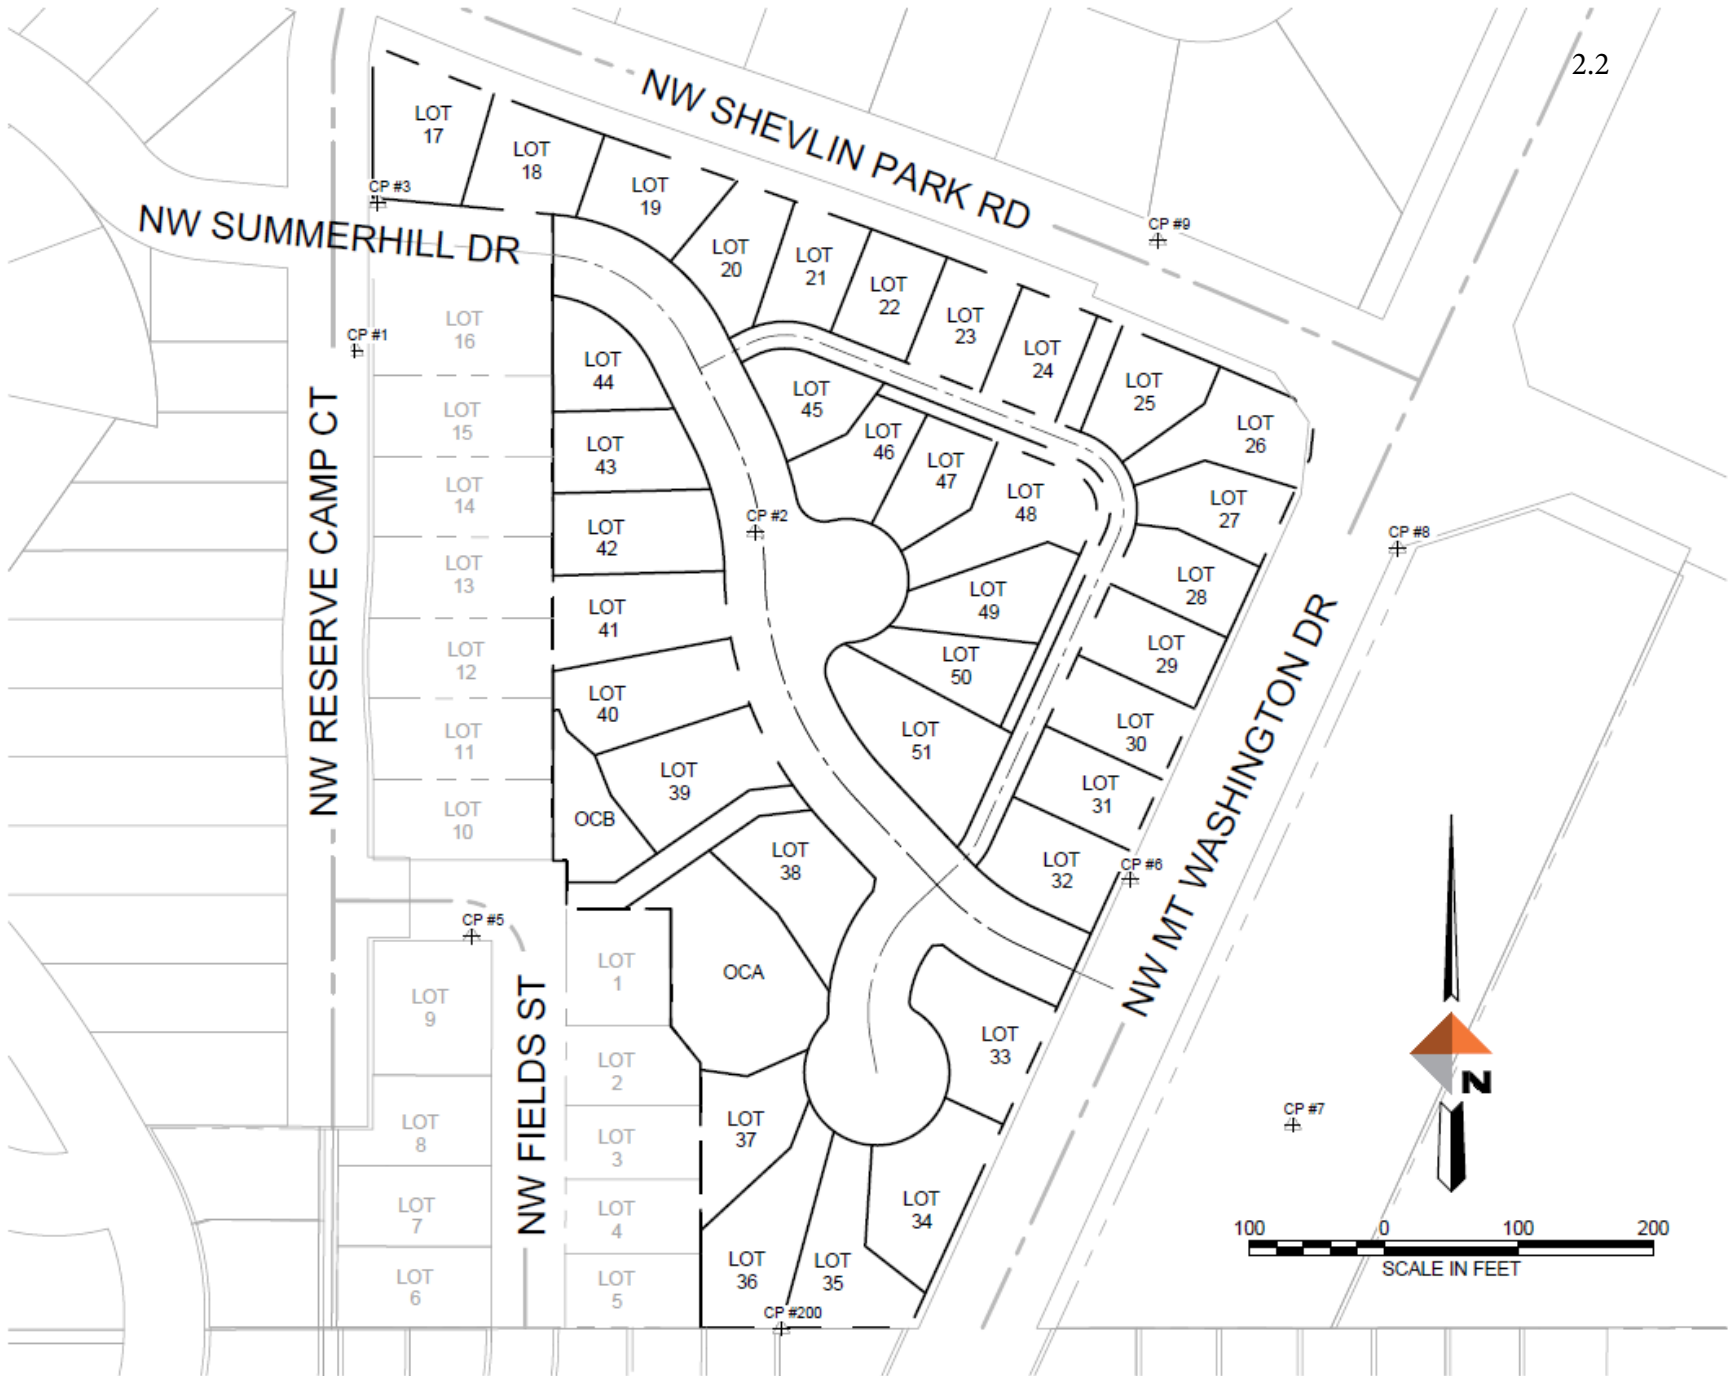 2.2
NW SHEVLIN PARK RD
LOT
17
LOT
18
LOT
19
CP #3
NW SUMMERHILL DR
CP #9
LOT
20
LOT
21
LOT
22
LOT
23
LOT
24
LOT
25
LOT
26
LOT
16
CP #1
LOT
44
LOT
45
LOT
46
LOT
47
LOT
48
LOT
27
LOT
15
LOT
43
NW RESERVE CAMP CT
LOT
14
LOT
42
CP #2
CP #8
LOT
13
LOT
41
LOT
49
LOT
28
LOT
12
LOT
40
LOT
50
LOT
29
NW MT WASHINGTON DR
LOT
11
LOT
39
LOT
51
LOT
30
LOT
31
LOT
10
OCB
LOT
38
LOT
32
CP #6
CP #5
LOT
1
OCA
LOT
9
NW FIELDS ST
LOT
33
LOT
2
N
CP #7
LOT
8
LOT
3
LOT
37
LOT
7
LOT
4
LOT
34
LOT
6
LOT
5
LOT
36
LOT
35
CP #200
100 0 100 200
SCALE IN FEET